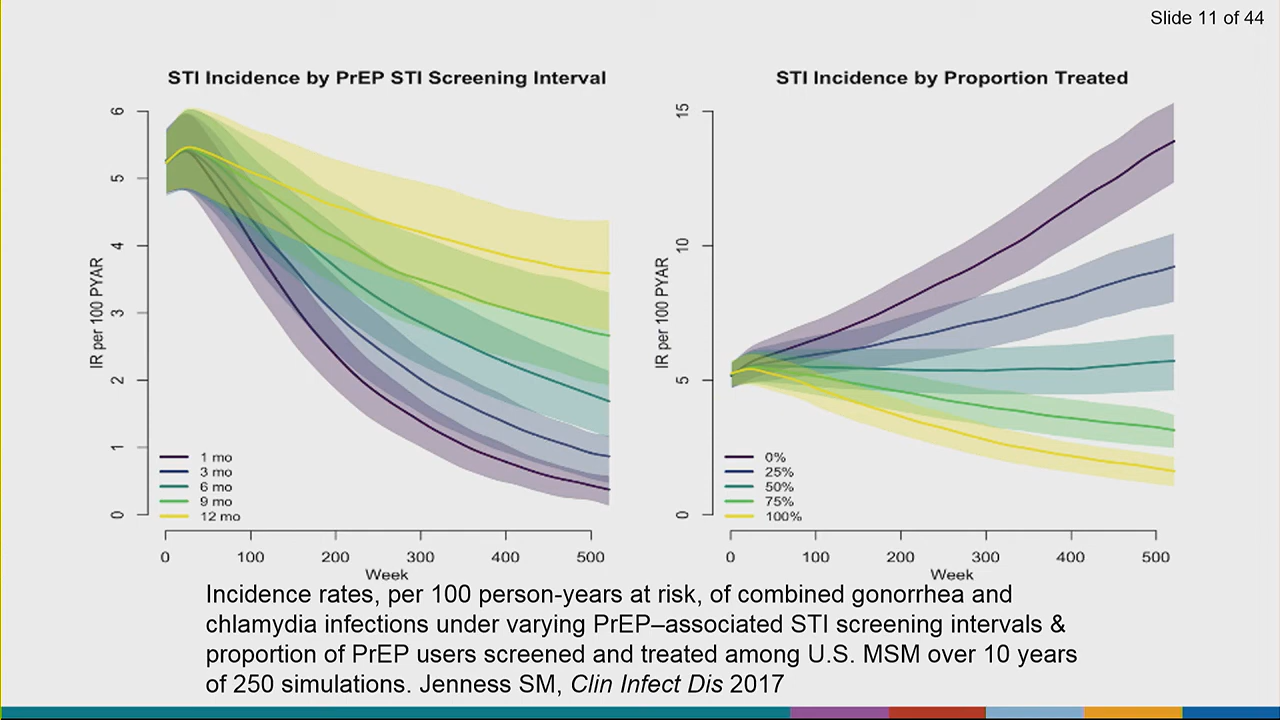 Slide 11 of 44
STI Incidence by PrEP STI Screening Interval
IR per 100 PYAR
6
5
4
3
2
1
0
1 mo
3 mo
6 mo
9 mo
12 mo
0 100 200 300 400 500
Week
STI Incidence by Proportion Treated
IR per 100 PYAR
15
10
5
0
0%
25%
50%
75%
100%
0 100 200 300 400 500
Week
Incidence rates, per 100 person-years at risk, of combined gonorrhea and
chlamydia infections under varying PrEP–associated STI screening intervals &
proportion of PrEP users screened and treated among U.S. MSM over 10 years
of 250 simulations. Jenness SM, Clin Infect Dis 2017